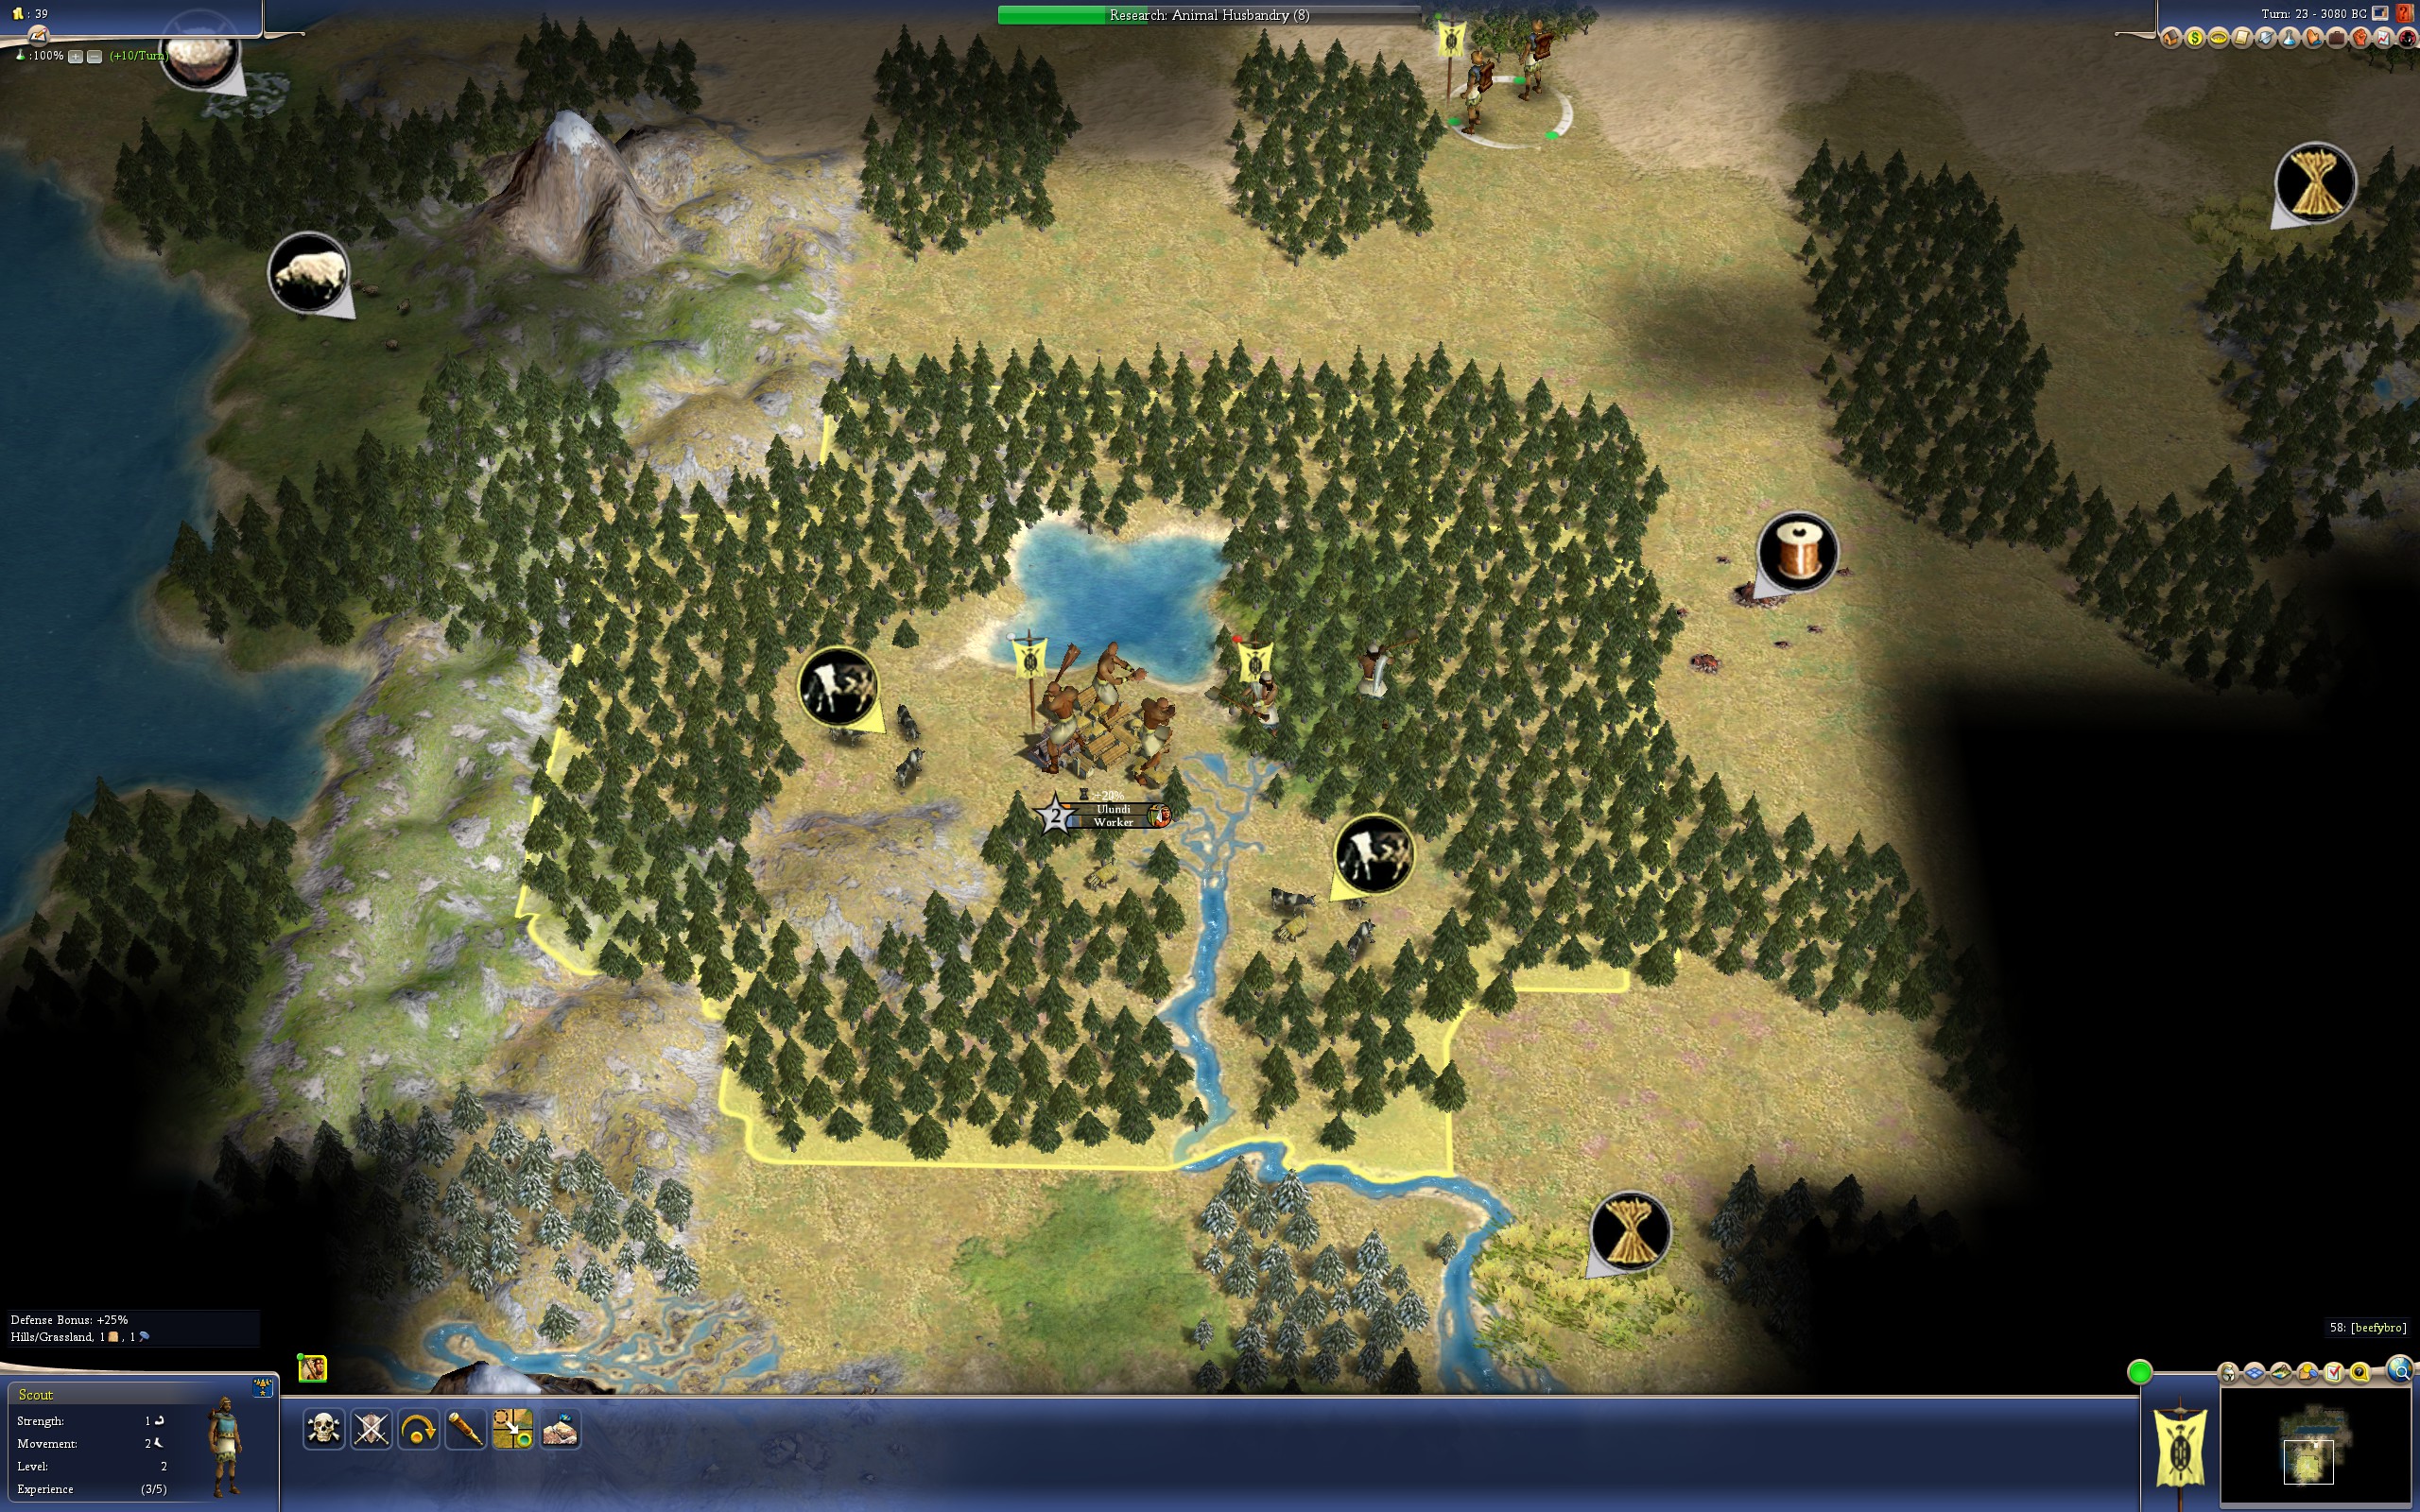 : 39
Research: Animal Husbandry (8)
Turn: 23 - 3080 BC
:100% (+10/Turn)
+20%
2
Ulundi
Worker
Defense Bonus: +25%
Hills/Grassland, 1 , 1
58: [beefybro]
Scout
Strength: 1
Movement: 2
Level: 2
Experience (3/5)